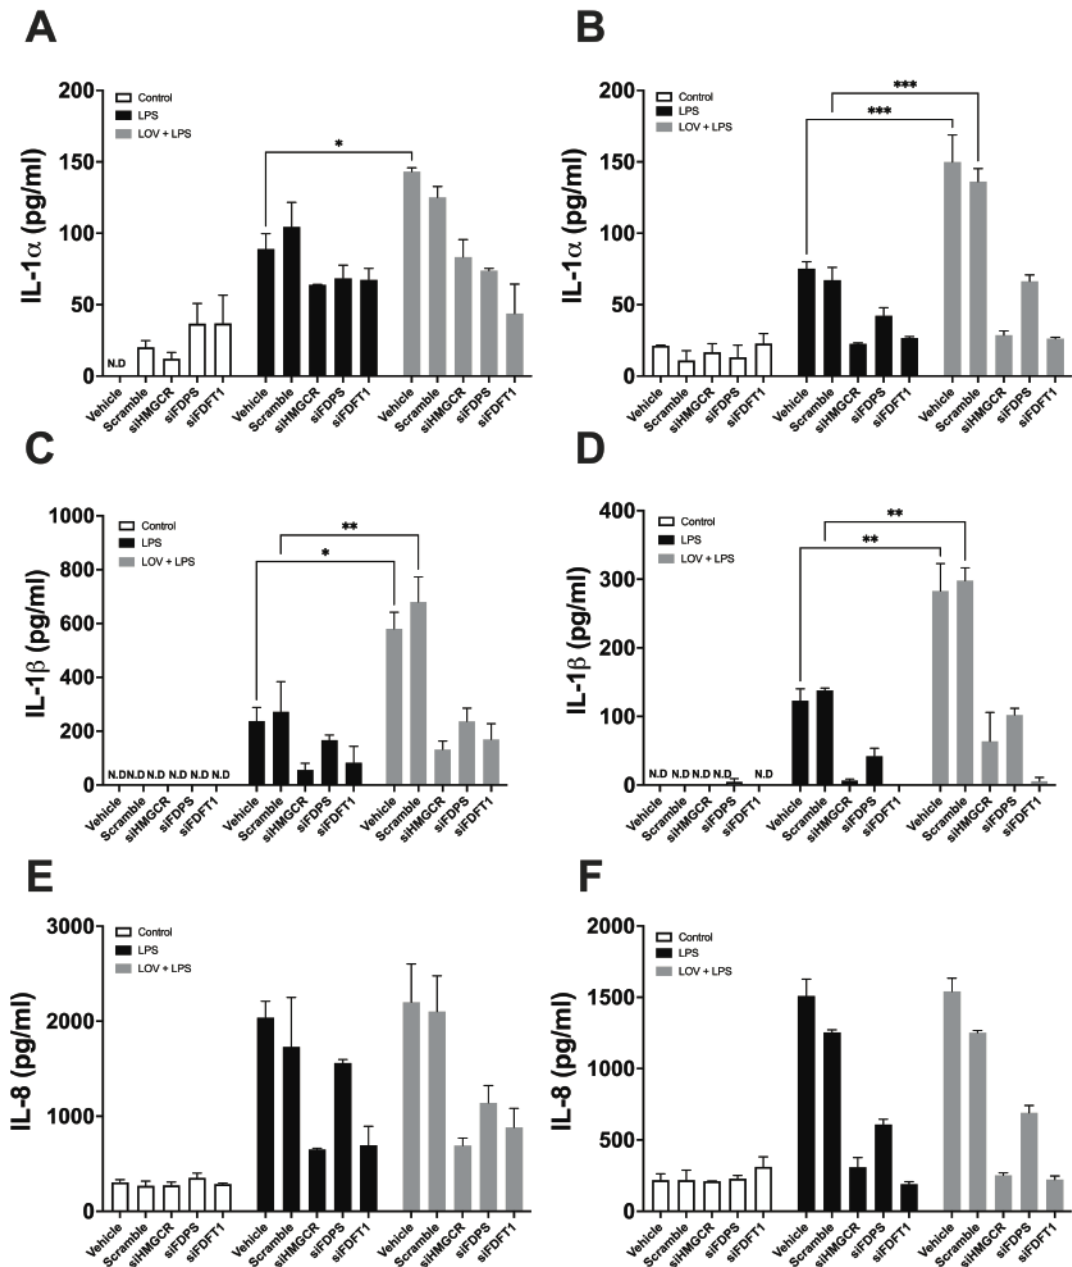 A
IL-1α (pg/ml)
200
150
100
50
0
Control
LPS
LOV + LPS
*
N.D
Vehicle
Scramble
siHMGCR
siFDPS
siFDFT1
Vehicle
Scramble
siHMGCR
siFDPS
siFDFT1
Vehicle
Scramble
siHMGCR
siFDPS
siFDFT1
B
IL-1α (pg/ml)
200
150
100
50
0
Control
LPS
LOV + LPS
***
***
Vehicle
Scramble
siHMGCR
siFDPS
siFDFT1
Vehicle
Scramble
siHMGCR
siFDPS
siFDFT1
Vehicle
Scramble
siHMGCR
siFDPS
siFDFT1
C
IL-1β (pg/ml)
1000
800
600
400
200
0
Control
LPS
LOV + LPS
**
*
N.D N.D N.D N.D N.D N.D
Vehicle
Scramble
siHMGCR
siFDPS
siFDFT1
Vehicle
Scramble
siHMGCR
siFDPS
siFDFT1
Vehicle
Scramble
siHMGCR
siFDPS
siFDFT1
D
IL-1β (pg/ml)
400
300
200
100
0
Control
LPS
LOV + LPS
**
**
N.D N.D N.D N.D N.D
Vehicle
Scramble
siHMGCR
siFDPS
siFDFT1
Vehicle
Scramble
siHMGCR
siFDPS
siFDFT1
Vehicle
Scramble
siHMGCR
siFDPS
siFDFT1
E
IL-8 (pg/ml)
3000
2000
1000
0
Control
LPS
LOV + LPS
Vehicle
Scramble
siHMGCR
siFDPS
siFDFT1
Vehicle
Scramble
siHMGCR
siFDPS
siFDFT1
Vehicle
Scramble
siHMGCR
siFDPS
siFDFT1
F
IL-8 (pg/ml)
2000
1500
1000
500
0
Control
LPS
LOV + LPS
Vehicle
Scramble
siHMGCR
siFDPS
siFDFT1
Vehicle
Scramble
siHMGCR
siFDPS
siFDFT1
Vehicle
Scramble
siHMGCR
siFDPS
siFDFT1